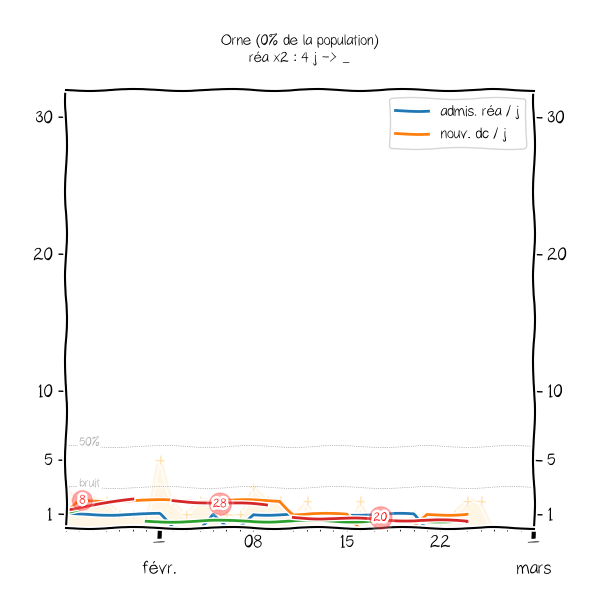 Orne (0% de la population)
réa x2 : 4 j -> _
admis. réa / j
nouv. dc / j
30
30
20
20
10
10
50%
5
5
bruit
8
28
20
1
1
08
15
22
févr.
mars